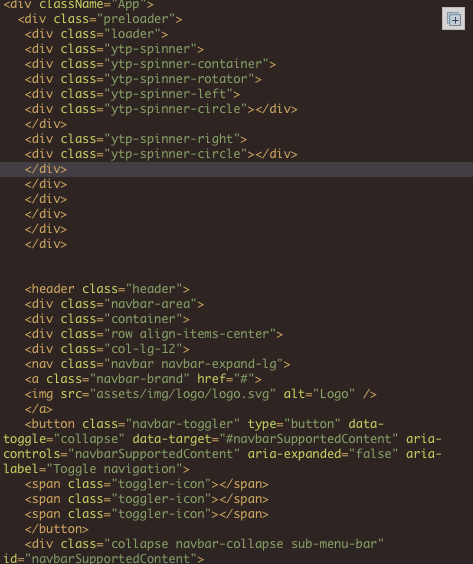 <div className="App">
<div class="preloader">
<div class="loader">
<div class="ytp-spinner">
<div class="ytp-spinner-container">
<div class="ytp-spinner-rotator">
<div class="ytp-spinner-left">
<div class="ytp-spinner-circle"></div>
</div>
<div class="ytp-spinner-right">
<div class="ytp-spinner-circle"></div>
</div>
</div>
</div>
</div>
</div>
</div>
<header class="header">
<div class="navbar-area">
<div class="container">
<div class="row align-items-center">
<div class="col-lg-12">
<nav class="navbar navbar-expand-lg">
<a class="navbar-brand" href="#">
<img src="assets/img/logo/logo.svg" alt="Logo" />
</a>
<button class="navbar-toggler" type="button" data-
toggle="collapse" data-target="#navbarSupportedContent" aria-
controls="navbarSupportedContent" aria-expanded="false" aria-
label="Toggle navigation">
<span class="toggler-icon"></span>
<span class="toggler-icon"></span>
<span class="toggler-icon"></span>
</button>
<div class="collapse navbar-collapse sub-menu-bar"
id="navbarSupportedContent">